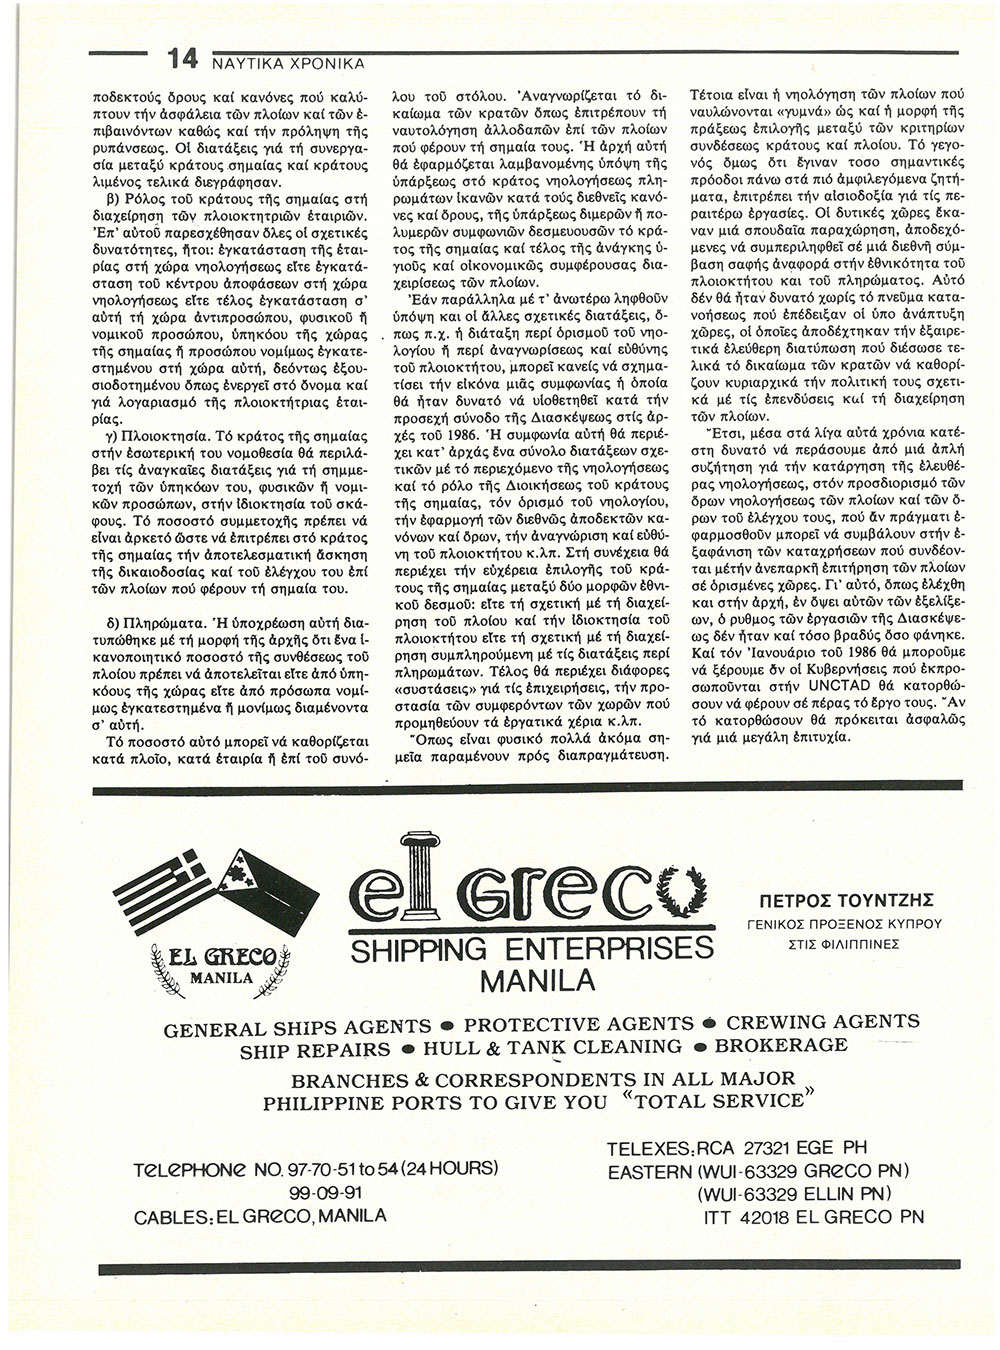 14 ΝΑΥΤΙΚΑ ΧΡΟΝΙΚΑ
ποδεκτούς ὅρους καί κανόνες πού καλύ-
πτουν τήν ἀσφάλεια τῶν πλοίων καί τῶν ἐ-
πιβαινόντων καθώς καί τήν πρόληψη τῆς
ρυπάνσεως. Οἱ διατάξεις γιά τή συνεργα-
σία μεταξύ κράτους σημαίας καί κράτους
λιμένος τελικά διεγράφησαν.
β) Ρόλος τοῦ κράτους τῆς σημαίας στή
διαχείριση τῶν πλοιοκτητριῶν ἑταιριῶν.
Ἐπ' αὐτοῦ παρεσχέθησαν ὅλες οἱ σχετικές
δυνατότητες, ἤτοι: ἐγκατάσταση τῆς ἑται-
ρίας στή χώρα νηολογήσεως εἴτε ἐγκατά-
σταση τοῦ κέντρου ἀποφάσεων στή χώρα
νηολογήσεως εἴτε τέλος ἐγκατάσταση σ'
αὐτή τή χώρα ἀντιπροσώπου, φυσικοῦ ἤ
νομικοῦ προσώπου, ὑπηκόου τῆς χώρας
τῆς σημαίας ἤ προσώπου νομίμως ἐγκατε-
στημένου στή χώρα αὐτή, δεόντως ἐξου-
σιοδοτημένου ὅπως ἐνεργεῖ στό ὄνομα καί
γιά λογαριασμό τῆς πλοιοκτήτριας ἑται-
ρίας.
γ) Πλοιοκτησία. Τό κράτος τῆς σημαίας
στήν ἐσωτερική του νομοθεσία θά περιλά-
βει τίς ἀναγκαῖες διατάξεις γιά τή συμμε-
τοχή τῶν ὑπηκόων του, φυσικῶν ἤ νομι-
κῶν προσώπων, στήν ἰδιοκτησία τοῦ σκά-
φους. Τό ποσοστό συμμετοχῆς πρέπει νά
εἶναι ἀρκετό ὥστε νά ἐπιτρέπει στό κράτος
τῆς σημαίας τήν ἀποτελεσματική ἄσκηση
τῆς δικαιοδοσίας καί τοῦ ἐλέγχου του ἐπί
τῶν πλοίων πού φέρουν τή σημαία του.
δ) Πληρώματα. Ἡ ὑποχρέωση αὐτή δια-
τυπώθηκε μέ τή μορφή τῆς ἀρχῆς ὅτι ἕνα ἱ-
κανοποιητικό ποσοστό τῆς συνθέσεως τοῦ
πλοίου πρέπει νά ἀποτελεῖται εἴτε ἀπό ὑπη-
κόους τῆς χώρας εἴτε ἀπό πρόσωπα νομί-
μως ἐγκατεστημένα ἤ μονίμως διαμένοντα
σ' αὐτή.
Τό ποσοστό αὐτό μπορεῖ νά καθορίζεται
κατά πλοῖο, κατά ἑταιρία ἤ ἐπί τοῦ συνό-
λου τοῦ στόλου. Ἀναγνωρίζεται τό δι-
καίωμα τῶν κρατῶν ὅπως ἐπιτρέπουν τή
ναυτολόγηση ἀλλοδαπῶν ἐπί τῶν πλοίων
πού φέρουν τή σημαία τους. Ἡ ἀρχή αὐτή
θά ἐφαρμόζεται λαμβανομένης ὑπόψη τῆς
ὑπάρξεως στό κράτος νηολογήσεως πλη-
ρωμάτων ἱκανῶν κατά τούς διεθνεῖς κανό-
νες καί ὅρους, τῆς ὑπάρξεως διμερῶν ἤ πο-
λυμερῶν συμφωνιῶν δεσμευουσῶν τό κρά-
τος τῆς σημαίας καί τέλος τῆς ἀνάγκης ὑ-
γιοῦς καί οἰκονομικῶς συμφέρουσας δια-
χειρίσεως τῶν πλοίων.
Ἐάν παράλληλα μέ τ' ἀνωτέρω ληφθοῦν
ὑπόψη καί οἱ ἄλλες σχετικές διατάξεις, ὅ-
πως π.χ. ἡ διάταξη περί ὁρισμοῦ τοῦ νηο-
λογίου ἤ περί ἀναγνωρίσεως καί εὐθύνης
τοῦ πλοιοκτήτου, μπορεῖ κανείς νά σχημα-
τίσει τήν εἰκόνα μιᾶς συμφωνίας ἡ ὁποία
θά ἦταν δυνατό νά υἱοθετηθεῖ κατά τήν
προσεχή σύνοδο τῆς Διασκέψεως στίς ἀρ-
χές τοῦ 1986. Ἡ συμφωνία αὐτή θά περιέ-
χει κατ' ἀρχάς ἕνα σύνολο διατάξεων σχε-
τικῶν μέ τό περιεχόμενο τῆς νηολογήσεως
καί τό ρόλο τῆς Διοικήσεως τοῦ κράτους
τῆς σημαίας, τόν ὁρισμό τοῦ νηολογίου,
τήν ἐφαρμογή τῶν διεθνῶς ἀποδεκτῶν κα-
νόνων καί ὅρων, τήν ἀναγνώριση καί εὐθύ-
νη τοῦ πλοιοκτήτου κ.λπ. Στή συνέχεια θά
περιέχει τήν εὐχέρεια ἐπιλογῆς τοῦ κρά-
τους τῆς σημαίας μεταξύ δύο μορφῶν ἐθνι-
κοῦ δεσμοῦ: εἴτε τή σχετική μέ τή διαχεί-
ρηση τοῦ πλοίου καί τήν ἰδιοκτησία τοῦ
πλοιοκτήτου εἴτε τή σχετική μέ τή διαχεί-
ρηση συμπληρούμενη μέ τίς διατάξεις περί
πληρωμάτων. Τέλος θά περιέχει διάφορες
«συστάσεις» γιά τίς ἐπιχειρήσεις, τήν προ-
στασία τῶν συμφερόντων τῶν χωρῶν πού
προμηθεύουν τά ἐργατικά χέρια κ.λπ.
Ὅπως εἶναι φυσικό πολλά ἀκόμα ση-
μεῖα παραμένουν πρός διαπραγμάτευση.
Τέτοια εἶναι ἡ νηολόγηση τῶν πλοίων πού
ναυλώνονται «γυμνά» ὡς καί ἡ μορφή τῆς
πράξεως ἐπιλογῆς μεταξύ τῶν κριτηρίων
συνδέσεως κράτους καί πλοίου. Τό γεγο-
νός ὅμως ὅτι ἔγιναν τοσο σημαντικές
πρόοδοι πάνω στά πιό ἀμφιλεγόμενα ζητή-
ματα, ἐπιτρέπει τήν αἰσιοδοξία γιά τίς πε-
ραιτέρω ἐργασίες. Οἱ δυτικές χῶρες ἔκα-
ναν μιά σπουδαία παραχώρηση, ἀποδεχό-
μενες νά συμπεριληφθεῖ σέ μιά διεθνή σύμ-
βαση σαφής ἀναφορά στήν ἐθνικότητα τοῦ
πλοιοκτήτου καί τοῦ πληρώματος. Αὐτό
δέν θά ἦταν δυνατό χωρίς τό πνεῦμα κατα-
νοήσεως πού ἐπέδειξαν οἱ ὑπό ἀνάπτυξη
χῶρες, οἱ ὁποῖες ἀποδέχτηκαν τήν ἐξαιρε-
τικά ἐλεύθερη διατύπωση πού διέσωσε τε-
λικά τό δικαίωμα τῶν κρατῶν νά καθορί-
ζουν κυριαρχικά τήν πολιτική τους σχετι-
κά μέ τίς ἐπενδύσεις καί τή διαχείρηση
τῶν πλοίων.
Ἔτσι, μέσα στά λίγα αὐτά χρόνια κατέ-
στη δυνατό νά περάσουμε ἀπό μιά ἁπλή
συζήτηση γιά τήν κατάργηση τῆς ἐλευθέ-
ρας νηολογήσεως, στόν προσδιορισμό τῶν
ὅρων νηολογήσεως τῶν πλοίων καί τῶν ὅ-
ρων τοῦ ἐλέγχου τους, πού ἄν πράγματι ἐ-
φαρμοσθοῦν μπορεῖ νά συμβάλουν στήν ἐ-
ξαφάνιση τῶν καταχρήσεων πού συνδέον-
ται μέτήν ἀνεπαρκῆ ἐπιτήρηση τῶν πλοίων
σέ ὁρισμένες χῶρες. Γι' αὐτό, ὅπως ἐλέχθη
και στήν ἀρχή, ἐν ὄψει αὐτῶν τῶν ἐξελίξε-
ων, ὁ ρυθμος τῶν ἐργασιῶν τῆς Διασκέψε-
ως δέν ἦταν καί τόσο βραδύς ὅσο φάνηκε.
Καί τόν Ἰανουάριο τοῦ 1986 θά μποροῦμε
νά ξέρουμε ἄν οἱ Κυβερνήσεις πού ἐκπρο-
σωποῦνται στήν UNCTAD θά κατορθώ-
σουν νά φέρουν σέ πέρας τό ἔργο τους. Ἄν
τό κατορθώσουν θά πρόκειται ἀσφαλῶς
γιά μιά μεγάλη ἐπιτυχία.
EL GRECO
MANILA
el Greco
SHIPPING ENTERPRISES
MANILA
ΠΕΤΡΟΣ ΤΟΥΝΤΖΗΣ
ΓΕΝΙΚΟΣ ΠΡΟΞΕΝΟΣ ΚΥΠΡΟΥ
ΣΤΙΣ ΦΙΛΙΠΠΙΝΕΣ
GENERAL SHIPS AGENTS ● PROTECTIVE AGENTS ● CREWING AGENTS
SHIP REPAIRS ● HULL & TANK CLEANING ● BROKERAGE
BRANCHES & CORRESPONDENTS IN ALL MAJOR
PHILIPPINE PORTS TO GIVE YOU «TOTAL SERVICE»
TELEPHONE NO. 97-70-51 to 54 (24 HOURS)
99-09-91
CABLES: EL GRECO, MANILA
TELEXES: RCA 27321 EGE PH
EASTERN (WUI-63329 GRECO PN)
(WUI-63329 ELLIN PN)
ITT 42018 EL GRECO PN